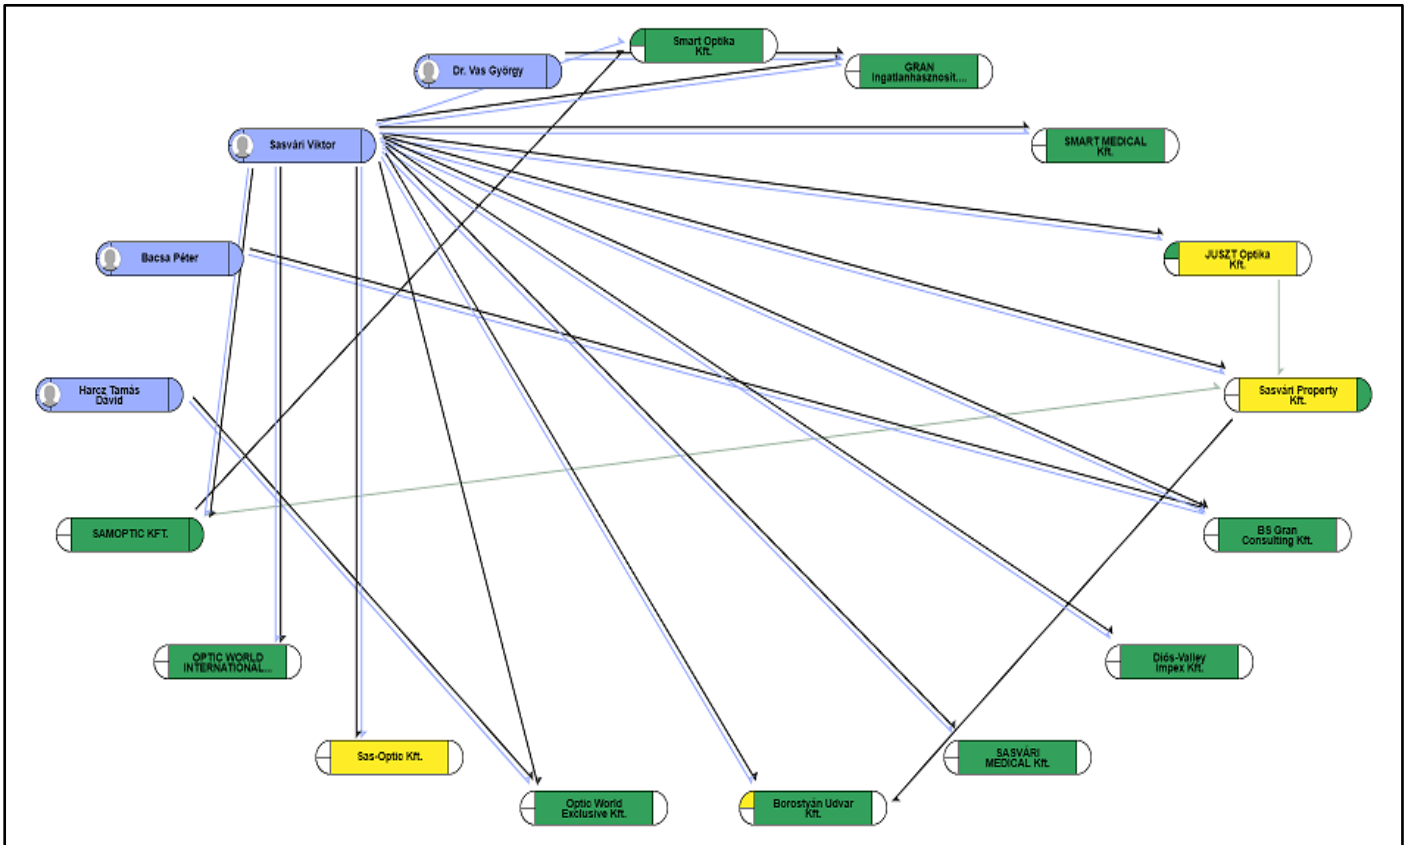 Smart Optika
Kft.
Dr. Vas György
GRAN
Ingatlanhasznosít....
Sasvári Viktor
SMART MEDICAL
Kft.
Bacsa Péter
JUSZT Optika
Kft.
Harcz Tamás
Dávid
Sasvári Property
Kft.
SAMOPTIC KFT.
BS Gran
Consulting Kft.
OPTIC WORLD
INTERNATIONAL...
Diós-Valley
Impex Kft.
Sas-Optic Kft.
SASVÁRI
MEDICAL Kft.
Optic World
Exclusive Kft.
Borostyán Udvar
Kft.